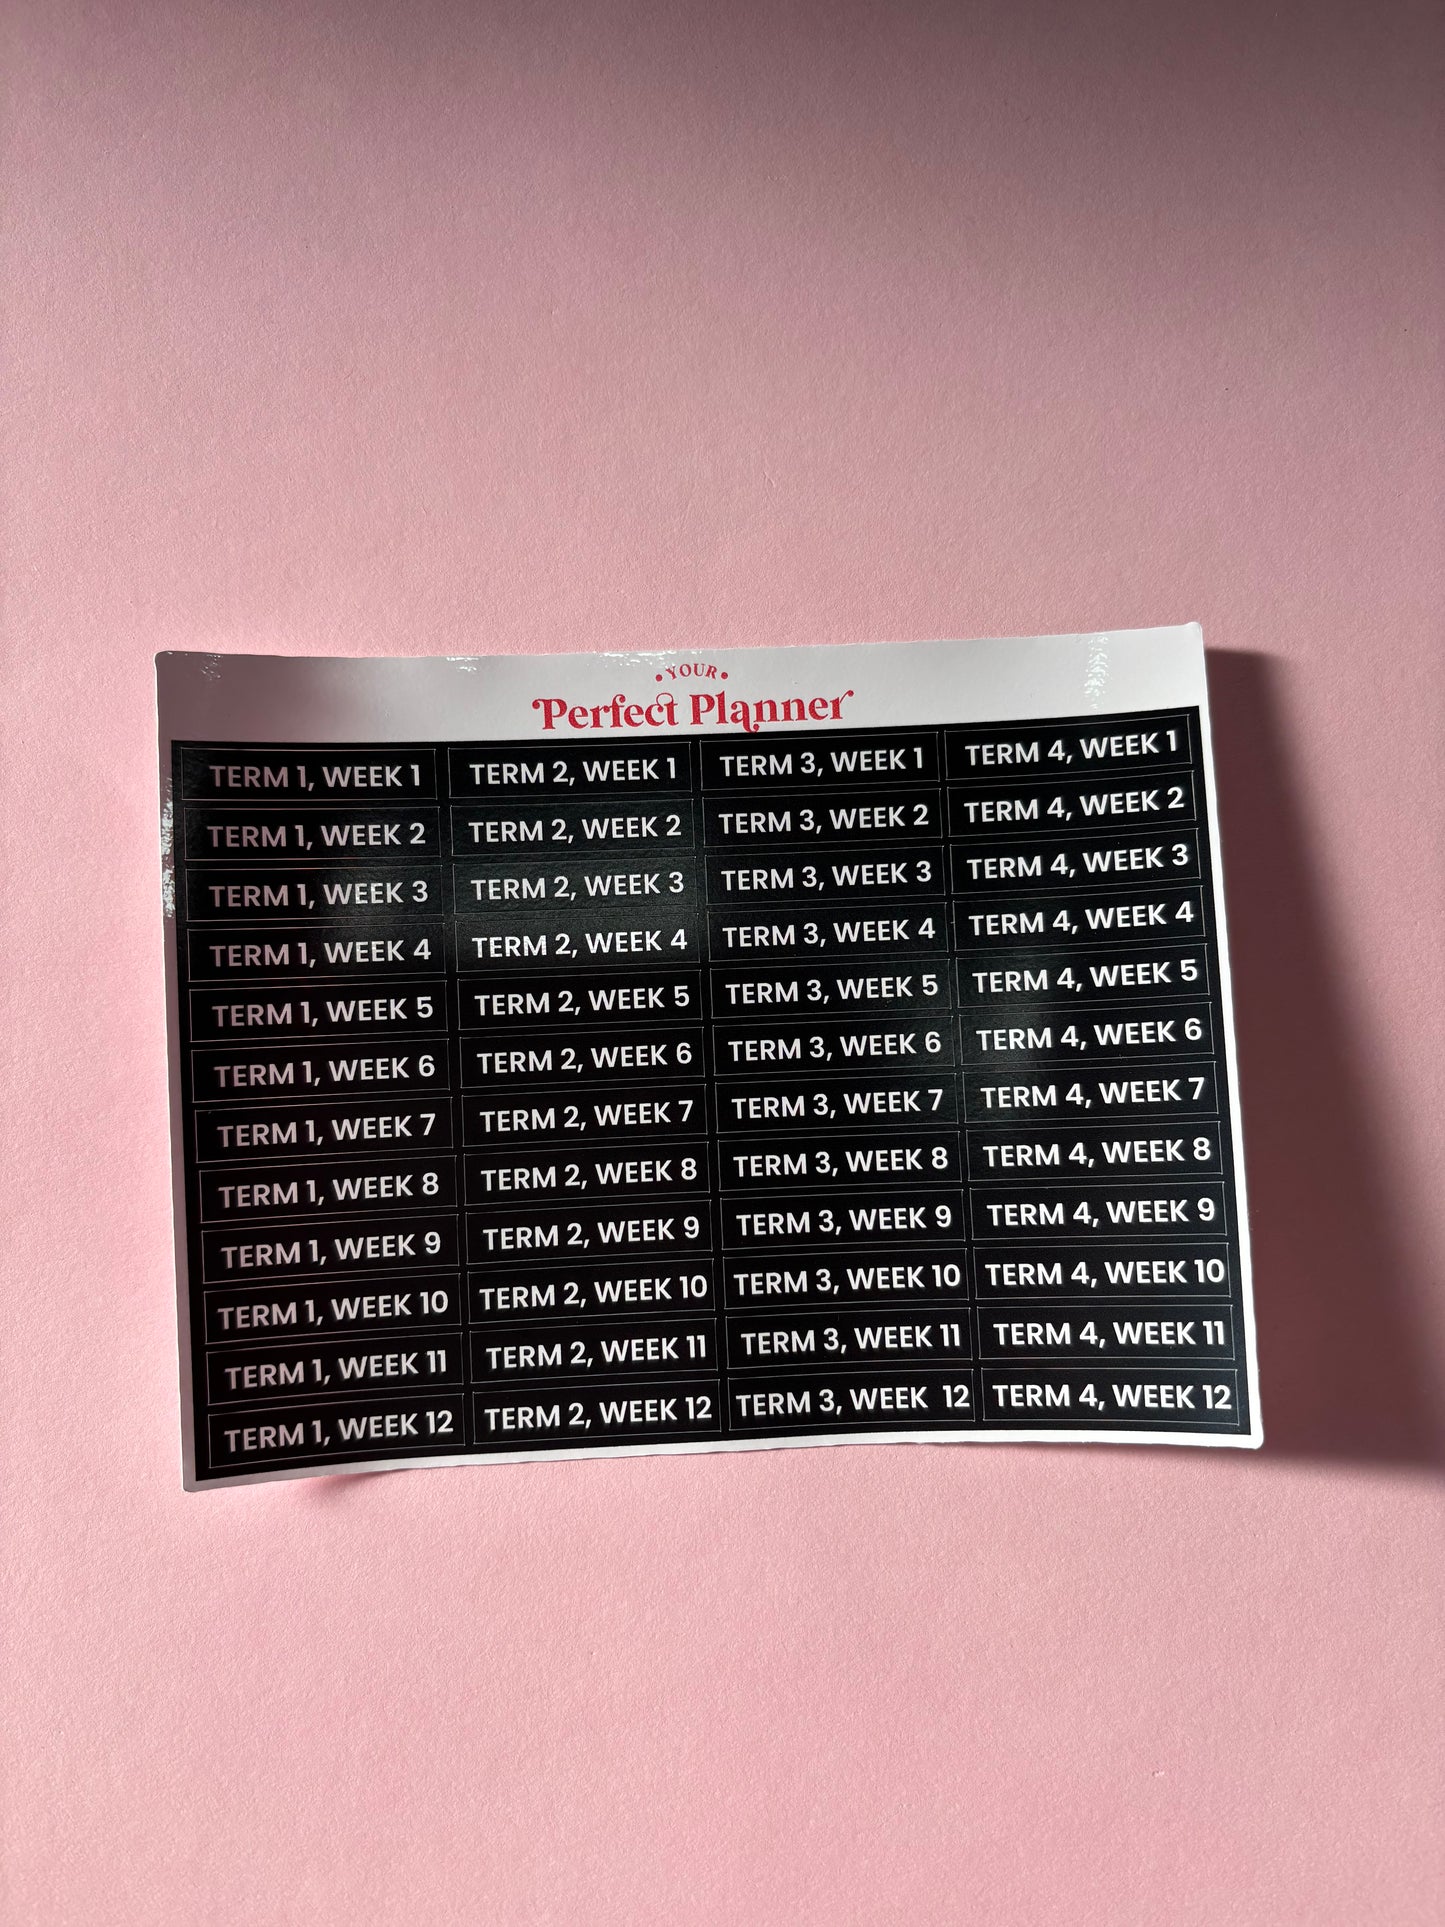 • YOUR •
Perfect Planner
TERM 1, WEEK 1 TERM 2, WEEK 1 TERM 3, WEEK 1 TERM 4, WEEK 1
TERM 1, WEEK 2 TERM 2, WEEK 2 TERM 3, WEEK 2 TERM 4, WEEK 2
TERM 1, WEEK 3 TERM 2, WEEK 3 TERM 3, WEEK 3 TERM 4, WEEK 3
TERM 1, WEEK 4 TERM 2, WEEK 4 TERM 3, WEEK 4 TERM 4, WEEK 4
TERM 1, WEEK 5 TERM 2, WEEK 5 TERM 3, WEEK 5 TERM 4, WEEK 5
TERM 1, WEEK 6 TERM 2, WEEK 6 TERM 3, WEEK 6 TERM 4, WEEK 6
TERM 1, WEEK 7 TERM 2, WEEK 7 TERM 3, WEEK 7 TERM 4, WEEK 7
TERM 1, WEEK 8 TERM 2, WEEK 8 TERM 3, WEEK 8 TERM 4, WEEK 8
TERM 1, WEEK 9 TERM 2, WEEK 9 TERM 3, WEEK 9 TERM 4, WEEK 9
TERM 1, WEEK 10 TERM 2, WEEK 10 TERM 3, WEEK 10 TERM 4, WEEK 10
TERM 1, WEEK 11 TERM 2, WEEK 11 TERM 3, WEEK 11 TERM 4, WEEK 11
TERM 1, WEEK 12 TERM 2, WEEK 12 TERM 3, WEEK 12 TERM 4, WEEK 12